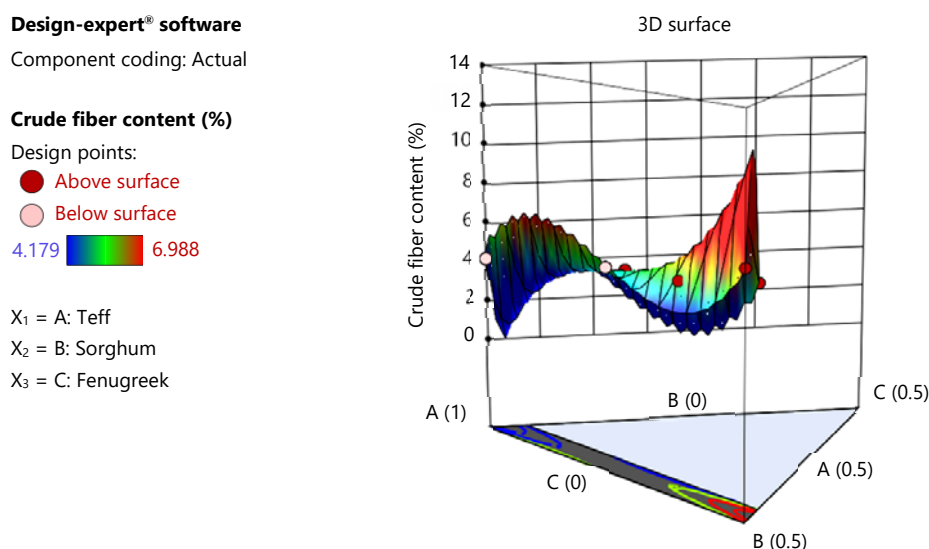 Design-expert® software
Component coding: Actual
Crude fiber content (%)
Design points:
Above surface
Below surface
4.179 6.988
X₁ = A: Teff
X₂ = B: Sorghum
X₃ = C: Fenugreek
3D surface
Crude fiber content (%)
14
12
10
8
6
4
2
0
A (1)
B (0)
C (0.5)
C (0)
A (0.5)
B (0.5)